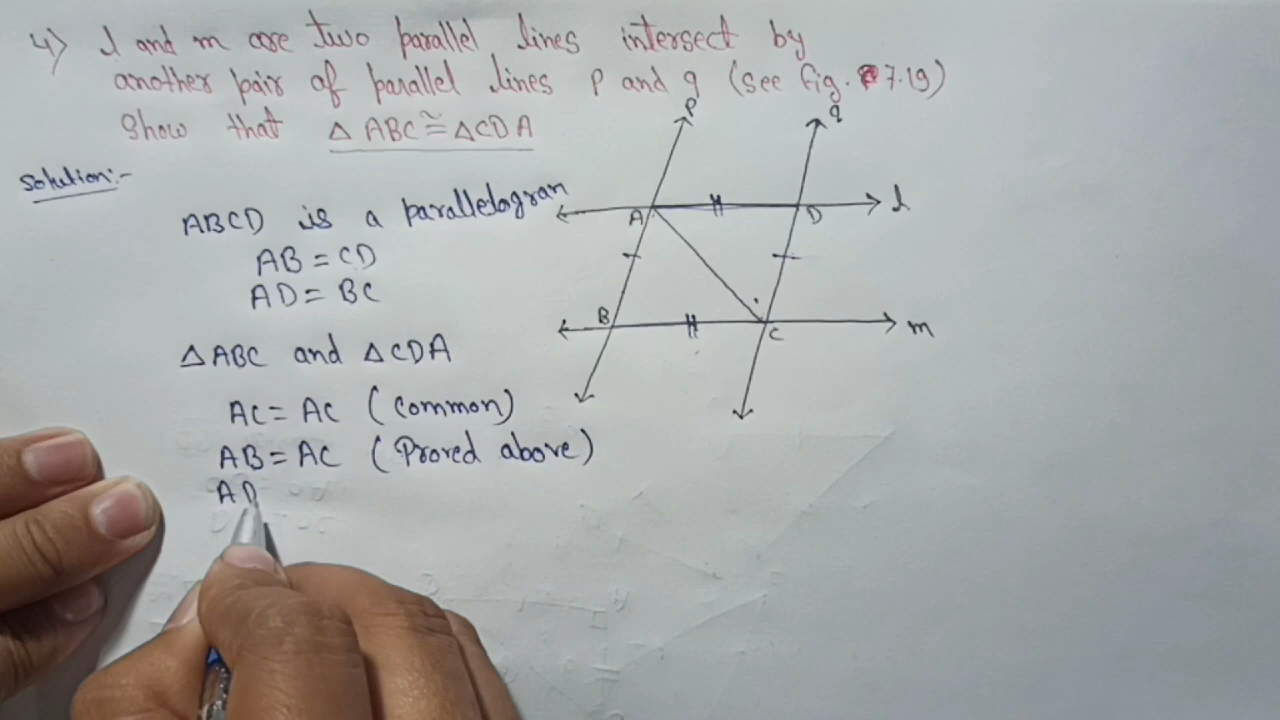 4) l and m are two parallel lines intersect by
another pair of parallel lines p and q (see fig. 7.19)
Show that △ ABC ≅ △CDA
Solution:-
ABCD is a parallelogram
AB = CD
AD = BC
△ABC and △CDA
AC = AC (Common)
AB = AC (Proved above)
AD
p
q
A
D
l
B
C
m